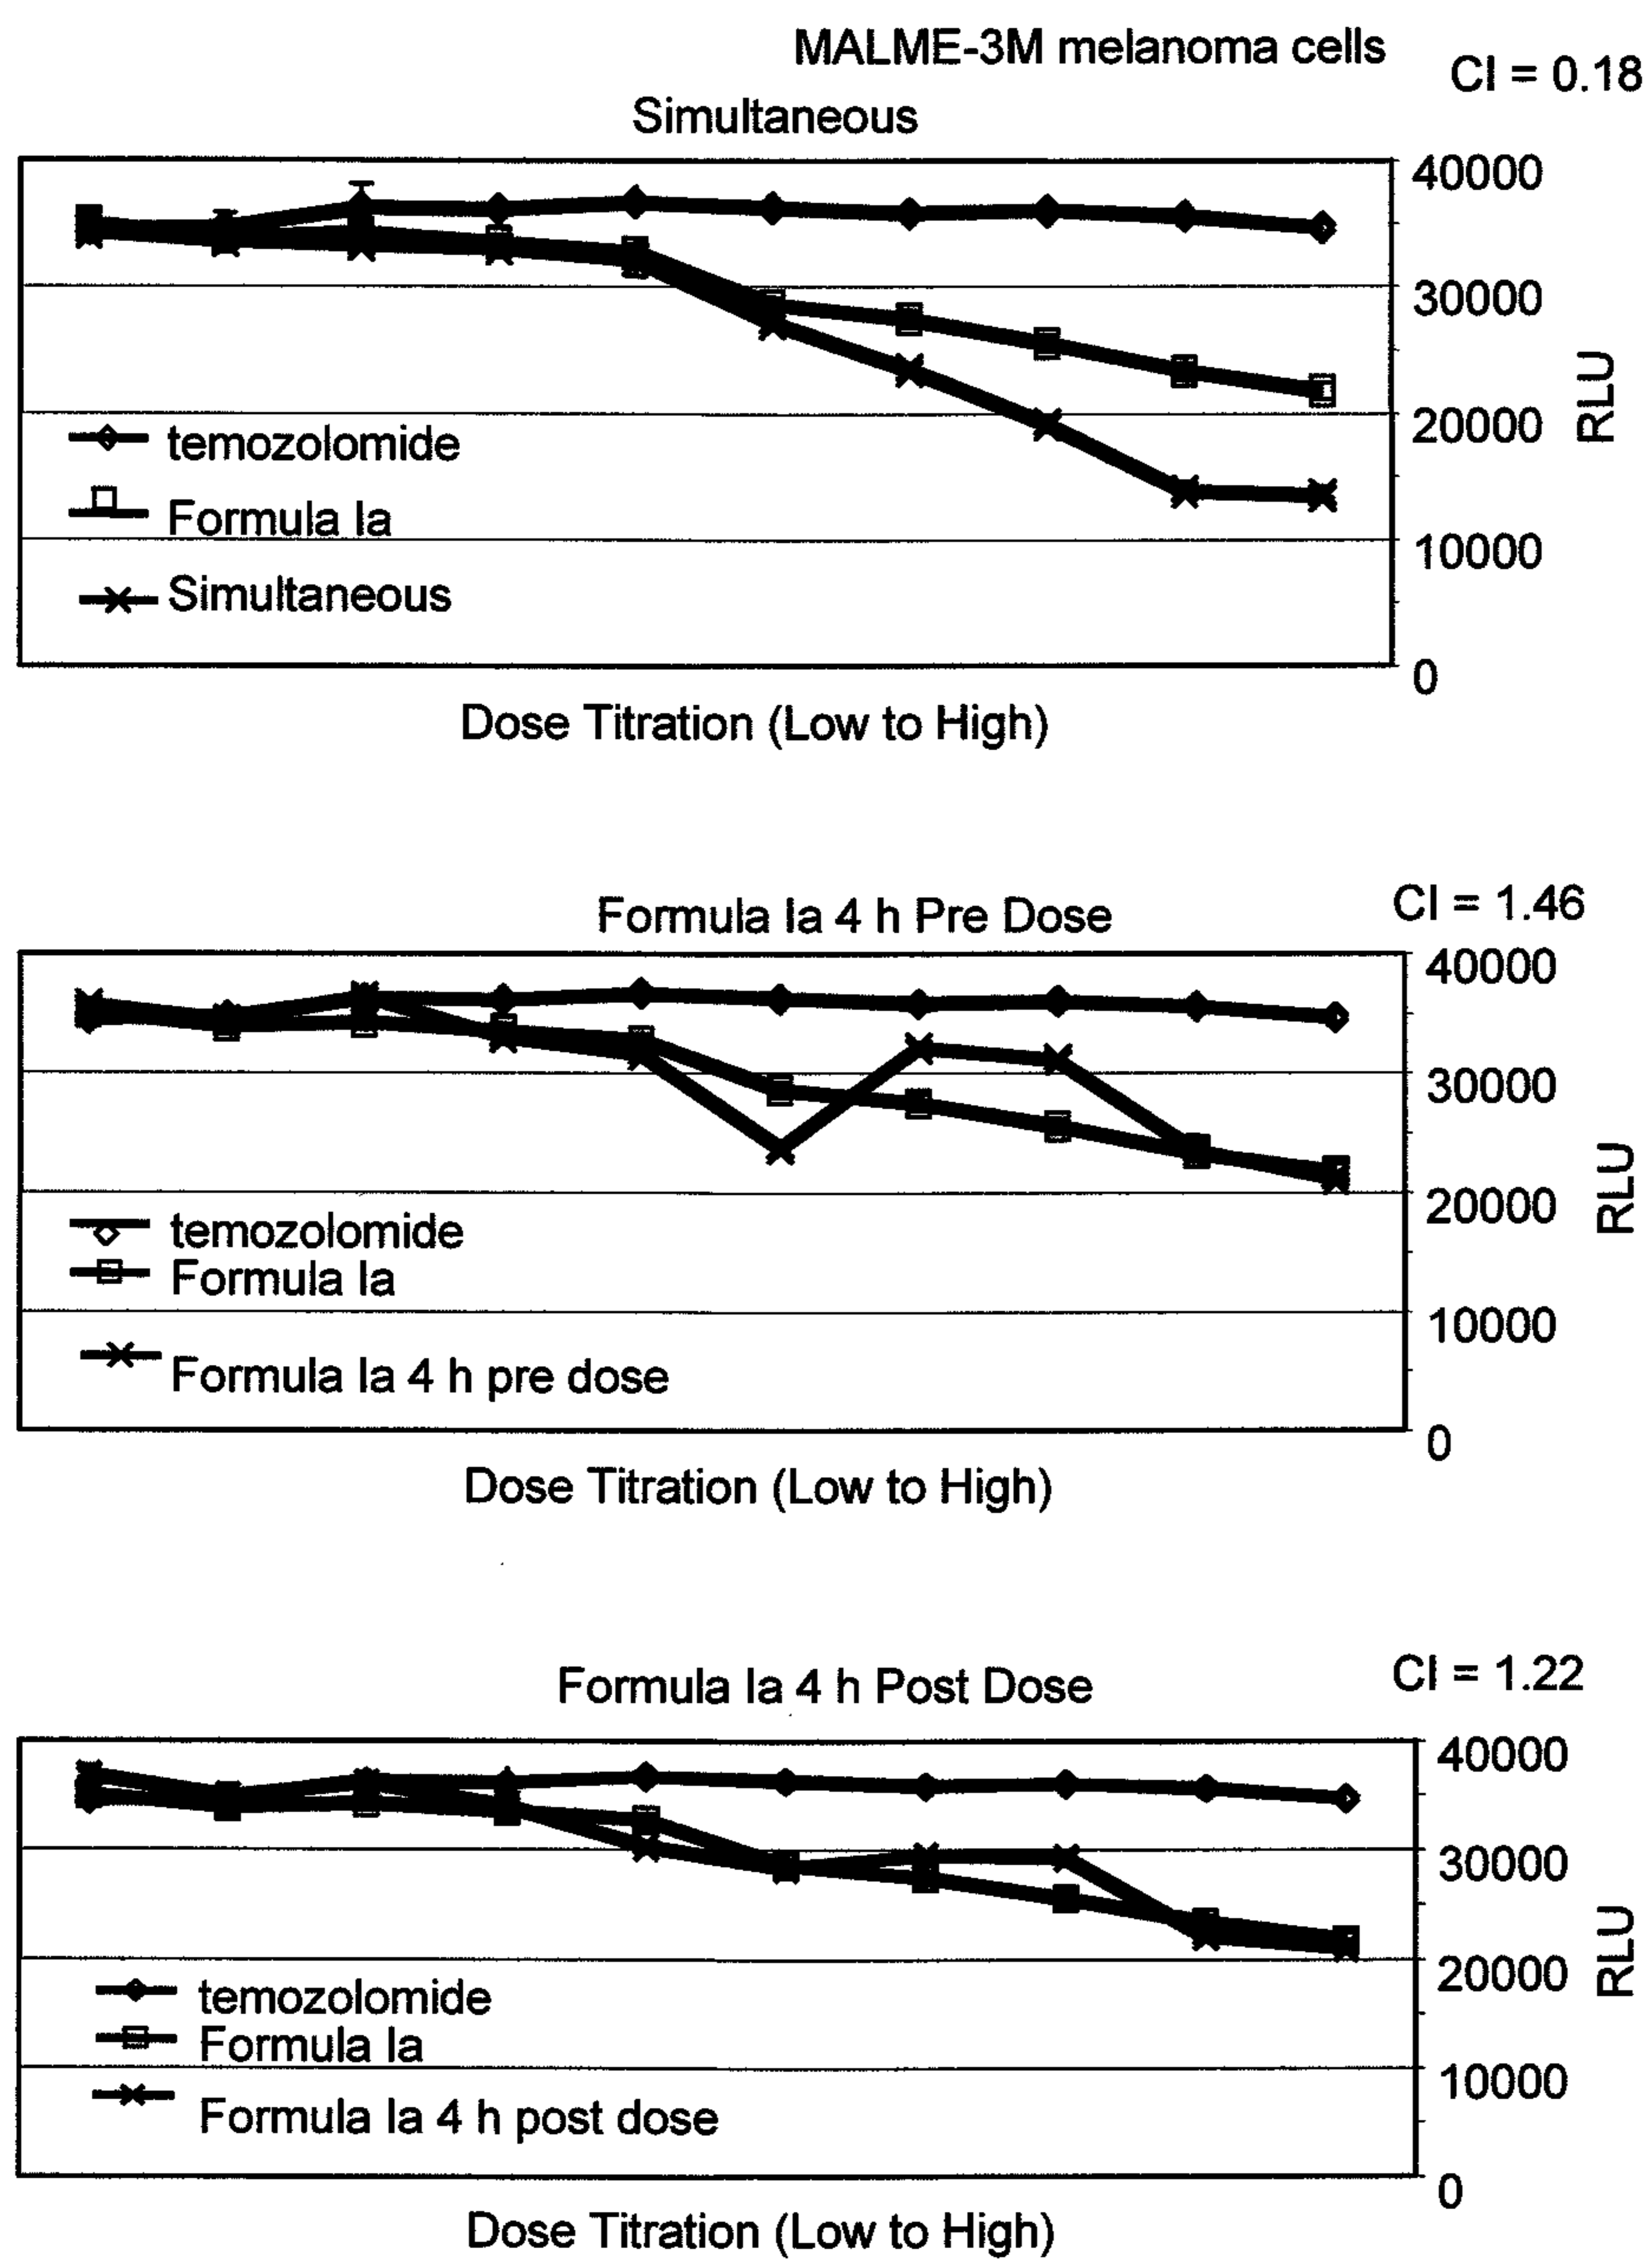 MALME-3M melanoma cells
CI = 0.18
Simultaneous
40000
30000
20000
10000
0
RLU
temozolomide
Formula Ia
Simultaneous
Dose Titration (Low to High)
CI = 1.46
Formula Ia 4 h Pre Dose
40000
30000
20000
10000
0
RLU
temozolomide
Formula Ia
Formula Ia 4 h pre dose
Dose Titration (Low to High)
CI = 1.22
Formula Ia 4 h Post Dose
40000
30000
20000
10000
0
RLU
temozolomide
Formula Ia
Formula Ia 4 h post dose
Dose Titration (Low to High)